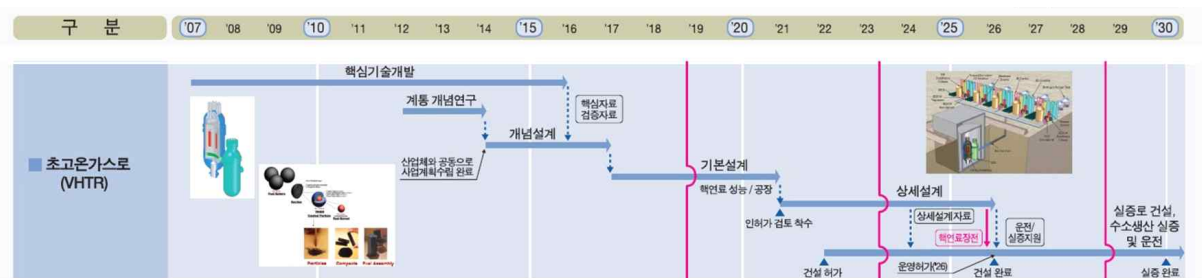 구 분 '07 '08 '09 '10 '11 '12 '13 '14 '15 '16 '17 '18 '19 '20 '21 '22 '23 '24 '25 '26 '27 '28 '29 '30
핵심기술개발
계통 개념연구
핵심자료
검증자료
개념설계
초고온가스로
(VHTR)
산업체와 공동으로
사업계획수립 완료
기본설계
핵연료 성능 / 공장
상세설계
인허가 검토 착수
상세설계자료
핵연료장전
운전/
실증지원
실증로 건설,
수소생산 실증
및 운전
건설 허가
운영허가('26)
건설 완료
실증 완료
Particles Composite Fuel Assembly